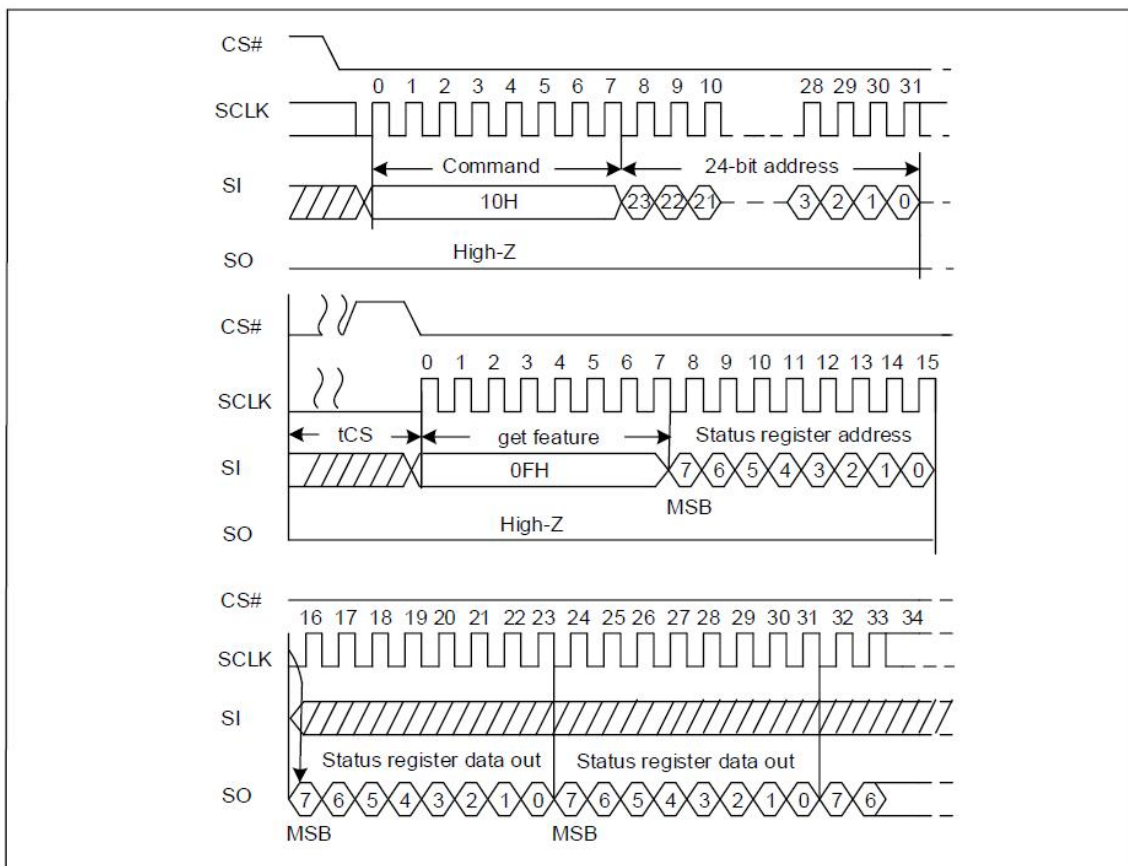 CS#
0 1 2 3 4 5 6 7 8 9 10 28 29 30 31
SCLK
Command 24-bit address
SI
10H 23 22 21 3 2 1 0
High-Z
SO
CS#
0 1 2 3 4 5 6 7 8 9 10 11 12 13 14 15
SCLK
tCS get feature Status register address
SI
0FH 7 6 5 4 3 2 1 0
MSB
High-Z
SO
CS#
16 17 18 19 20 21 22 23 24 25 26 27 28 29 30 31 32 33 34
SCLK
SI
Status register data out Status register data out
SO
7 6 5 4 3 2 1 0 7 6 5 4 3 2 1 0 7 6
MSB MSB